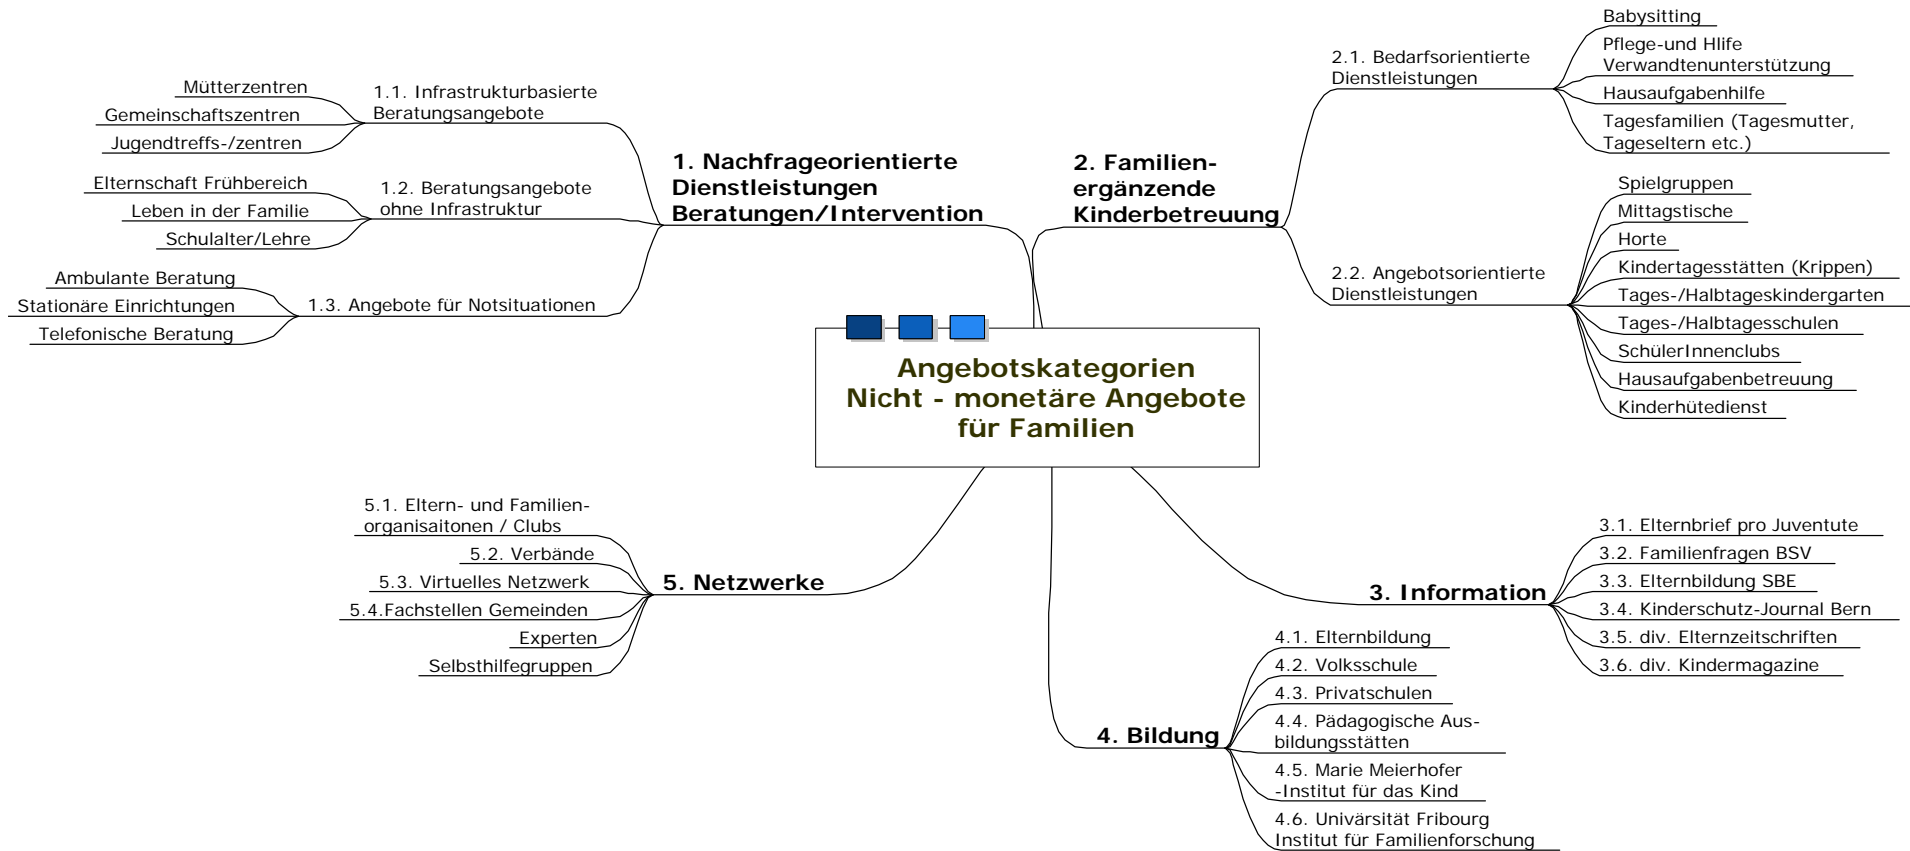 Angebotskategorien
Nicht - monetäre Angebote
für Familien
1. Nachfrageorientierte
Dienstleistungen
Beratungen/Intervention
1.1. Infrastrukturbasierte
Beratungsangebote
Mütterzentren
Gemeinschaftszentren
Jugendtreffs-/zentren
1.2. Beratungsangebote
ohne Infrastruktur
Elternschaft Frühbereich
Leben in der Familie
Schulalter/Lehre
1.3. Angebote für Notsituationen
Ambulante Beratung
Stationäre Einrichtungen
Telefonische Beratung
2. Familien-
ergänzende
Kinderbetreuung
2.1. Bedarfsorientierte
Dienstleistungen
Babysitting
Pflege-und Hlife
Verwandtenunterstützung
Hausaufgabenhilfe
Tagesfamilien (Tagesmutter,
Tageseltern etc.)
2.2. Angebotsorientierte
Dienstleistungen
Spielgruppen
Mittagstische
Horte
Kindertagesstätten (Krippen)
Tages-/Halbtageskindergarten
Tages-/Halbtagesschulen
SchülerInnenclubs
Hausaufgabenbetreuung
Kinderhütedienst
3. Information
3.1. Elternbrief pro Juventute
3.2. Familienfragen BSV
3.3. Elternbildung SBE
3.4. Kinderschutz-Journal Bern
3.5. div. Elternzeitschriften
3.6. div. Kindermagazine
4. Bildung
4.1. Elternbildung
4.2. Volksschule
4.3. Privatschulen
4.4. Pädagogische Aus-
bildungsstätten
4.5. Marie Meierhofer
-Institut für das Kind
4.6. Univärsität Fribourg
Institut für Familienforschung
5. Netzwerke
5.1. Eltern- und Familien-
organisaitonen / Clubs
5.2. Verbände
5.3. Virtuelles Netzwerk
5.4.Fachstellen Gemeinden
Experten
Selbsthilfegruppen